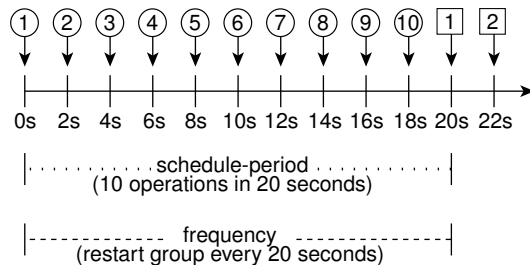 1 2 3 4 5 6 7 8 9 10 1 2
0s 2s 4s 6s 8s 10s 12s 14s 16s 18s 20s 22s
schedule-period
(10 operations in 20 seconds)
frequency
(restart group every 20 seconds)